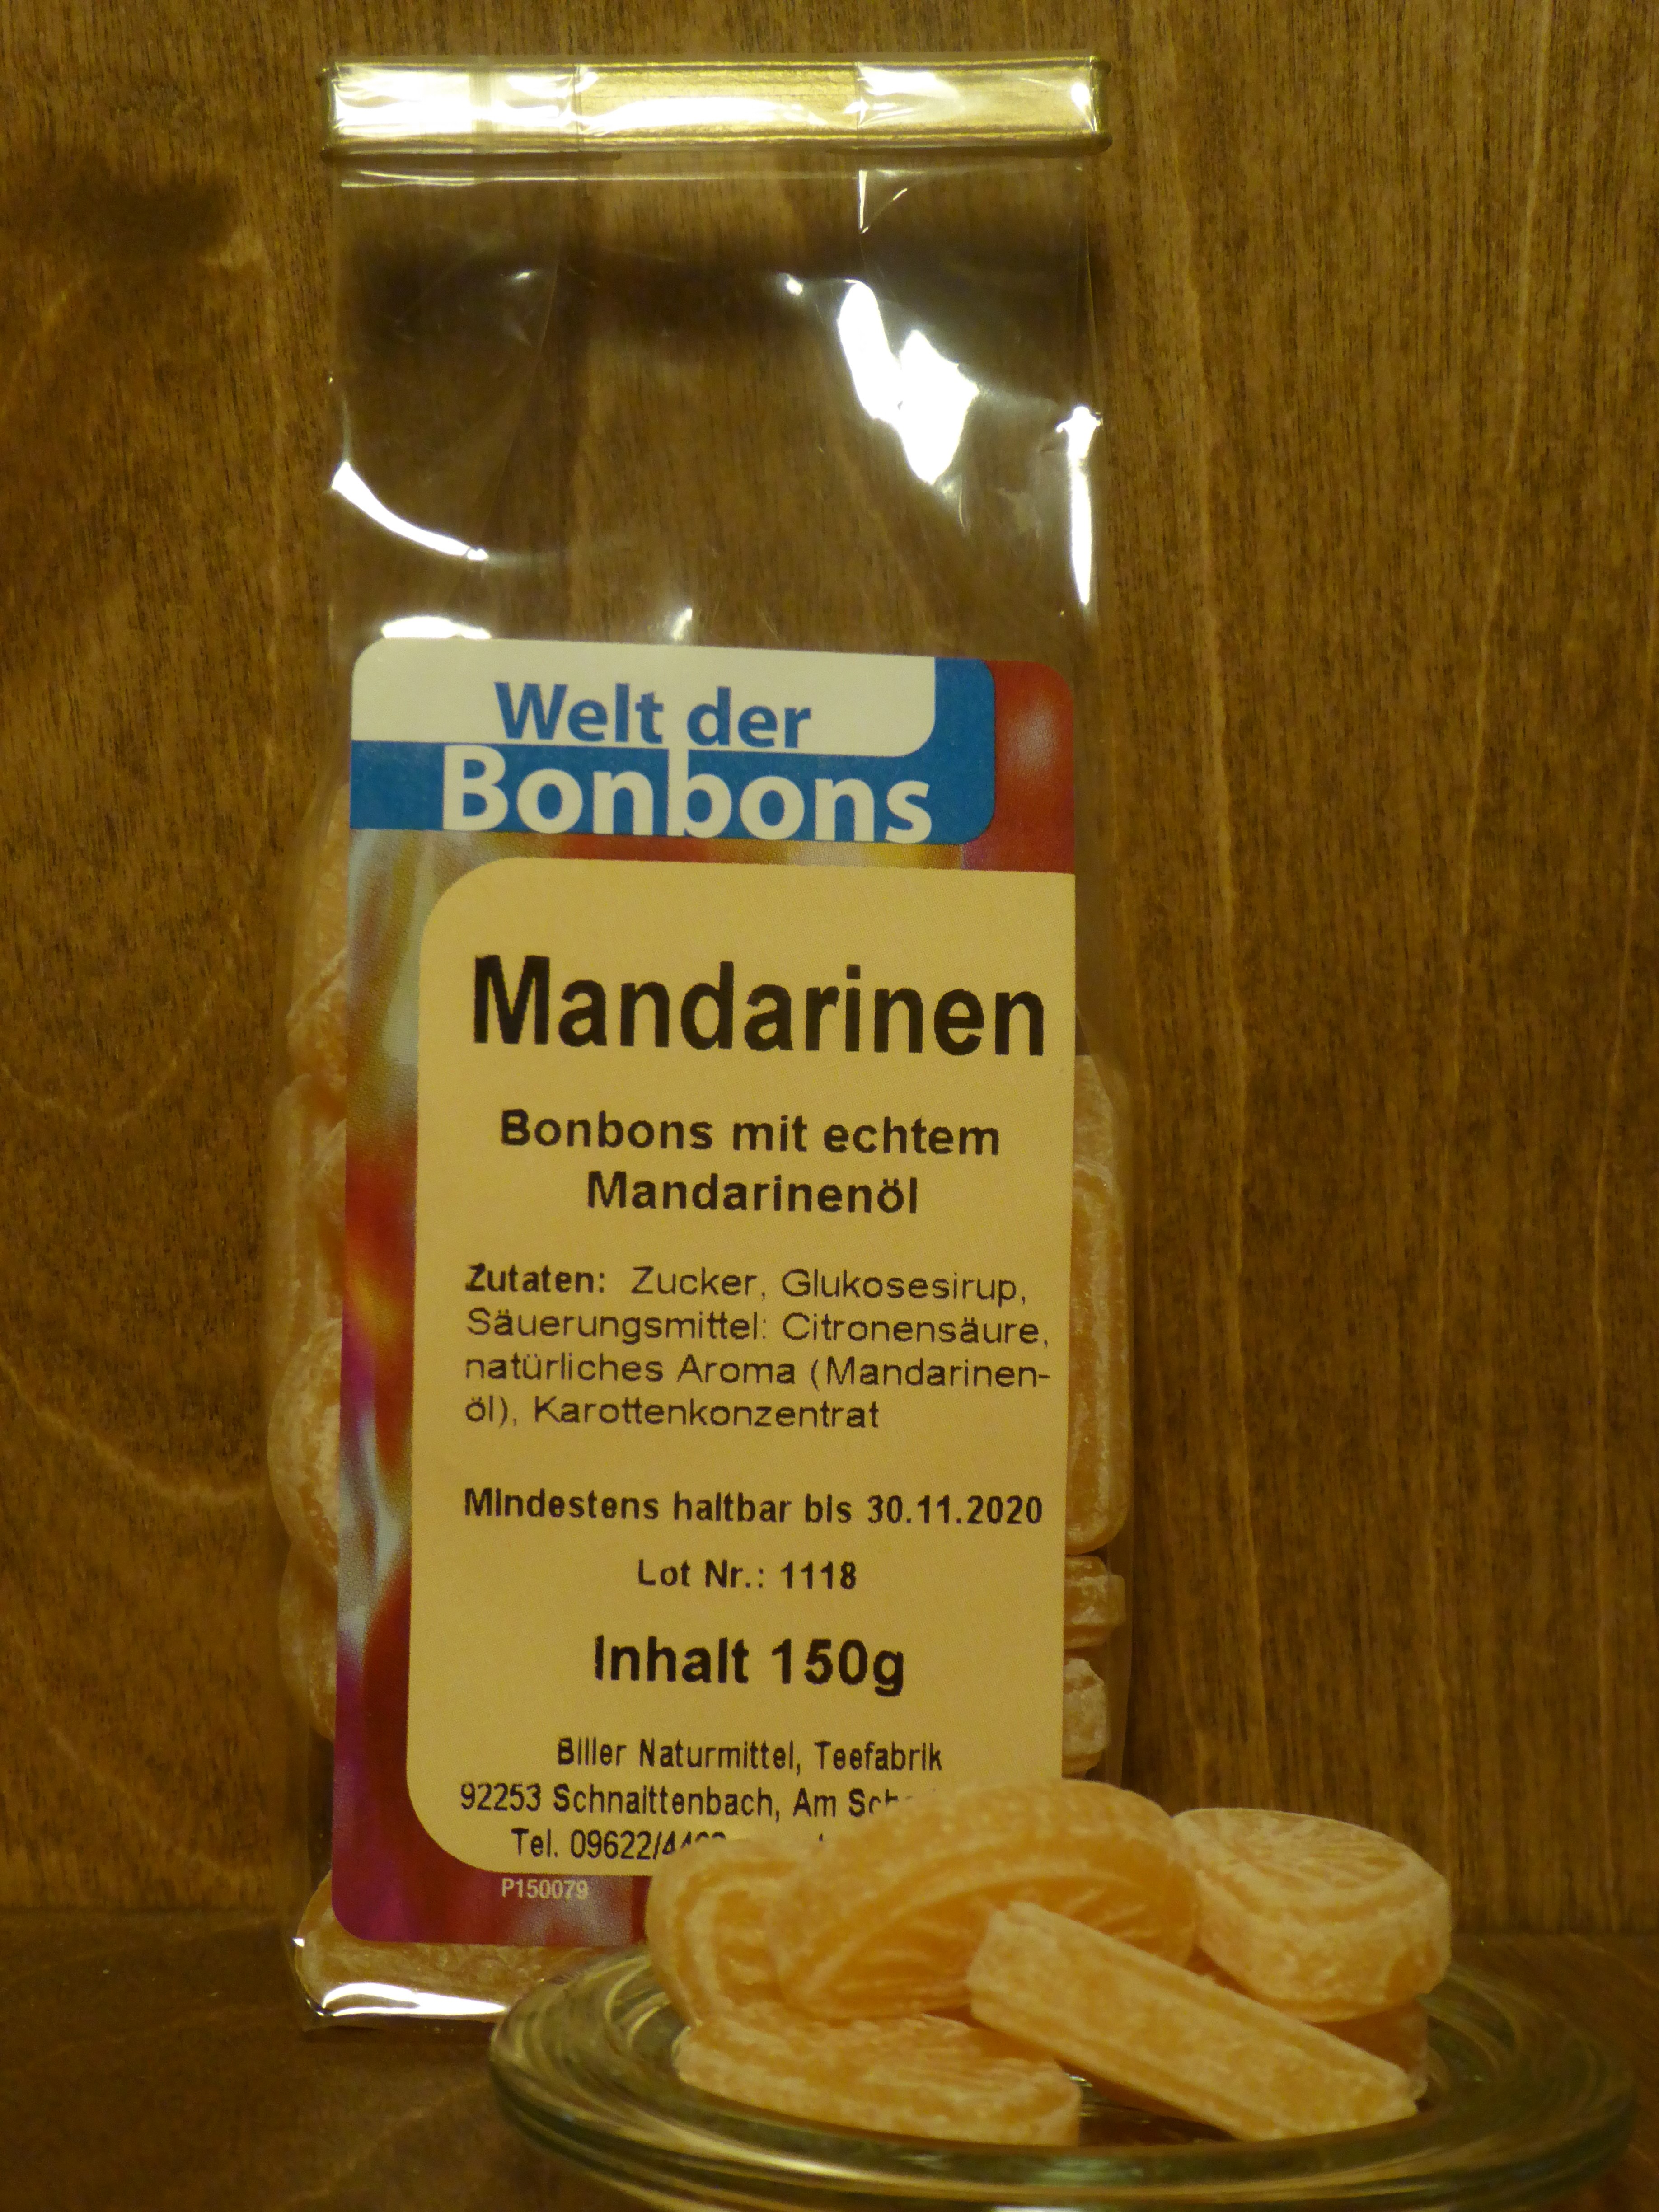 Welt der
Bonbons
Mandarinen
Bonbons mit echtem
Mandarinenöl
Zutaten: Zucker, Glukosesirup,
Säuerungsmittel: Citronensäure,
natürliches Aroma (Mandarinen-
öl), Karottenkonzentrat
Mindestens haltbar bis 30.11.2020
Lot Nr.: 1118
Inhalt 150g
Biller Naturmittel, Teefabrik
92253 Schnaittenbach, Am
Tel.
P150079